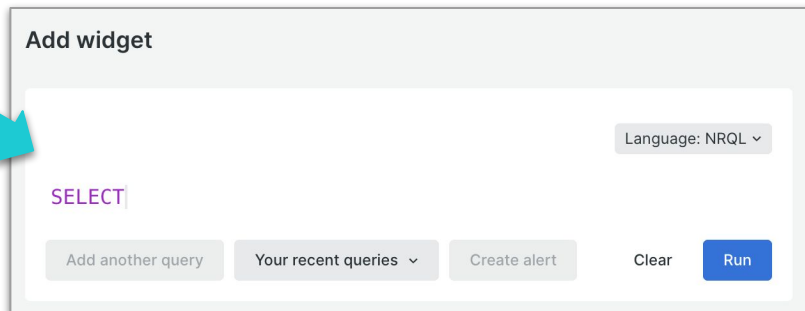 Add widget
Language: NRQL
SELECT
Add another query Your recent queries Create alert Clear Run